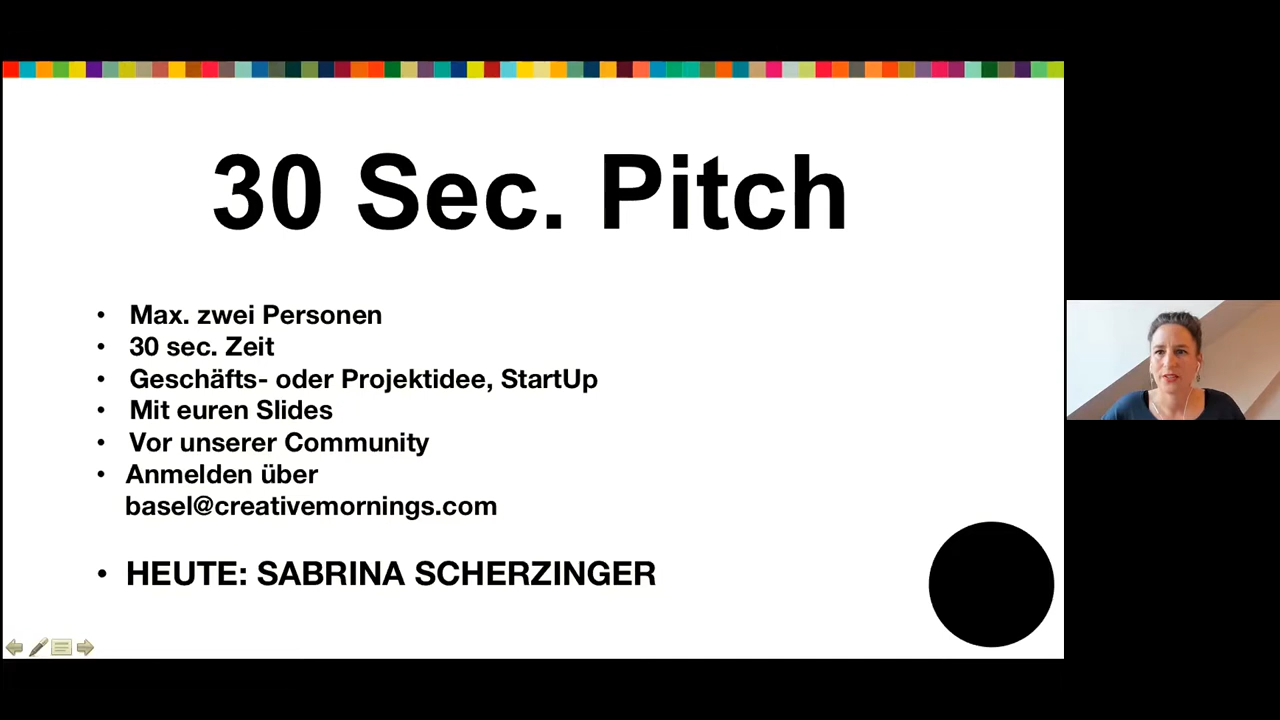 30 Sec. Pitch
• Max. zwei Personen
• 30 sec. Zeit
• Geschäfts- oder Projektidee, StartUp
• Mit euren Slides
• Vor unserer Community
• Anmelden über
basel@creativemornings.com
• HEUTE: SABRINA SCHERZINGER